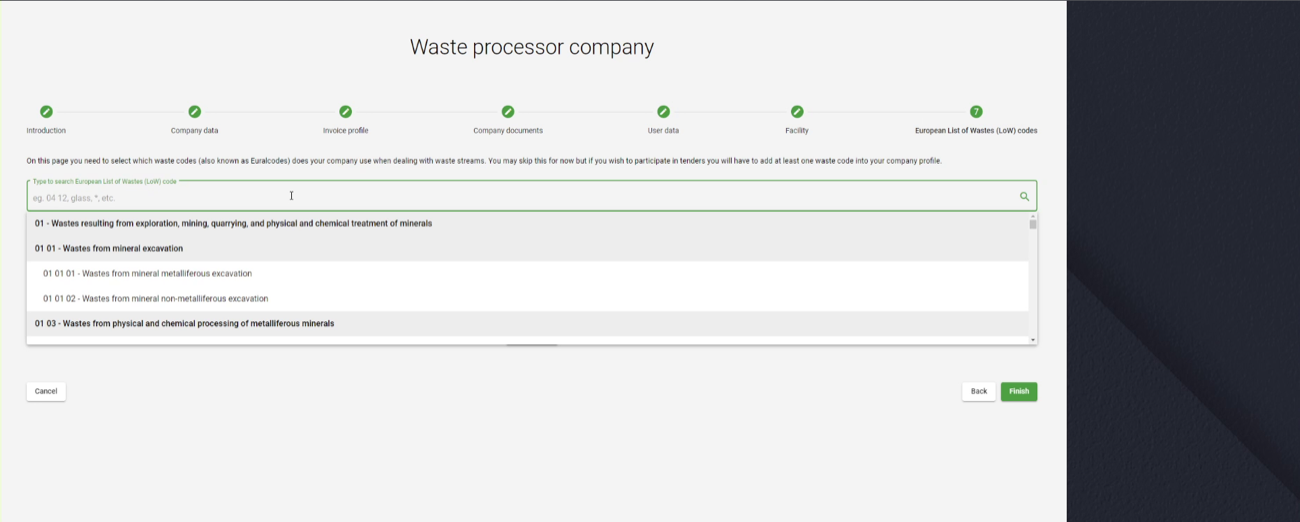 Waste processor company
7
Introduction
Company data
Invoice profile
Company documents
User data
Facility
European List of Wastes (LoW) codes
On this page you need to select which waste codes (also known as Euralcodes) does your company use when dealing with waste streams. You may skip this for now but if you wish to participate in tenders you will have to add at least one waste code into your company profile.
Type to search European List of Wastes (LoW) code
eg. 04 12, glass, *, etc.
01 - Wastes resulting from exploration, mining, quarrying, and physical and chemical treatment of minerals
01 01 - Wastes from mineral excavation
01 01 01 - Wastes from mineral metalliferous excavation
01 01 02 - Wastes from mineral non-metalliferous excavation
01 03 - Wastes from physical and chemical processing of metalliferous minerals
Cancel
Back
Finish